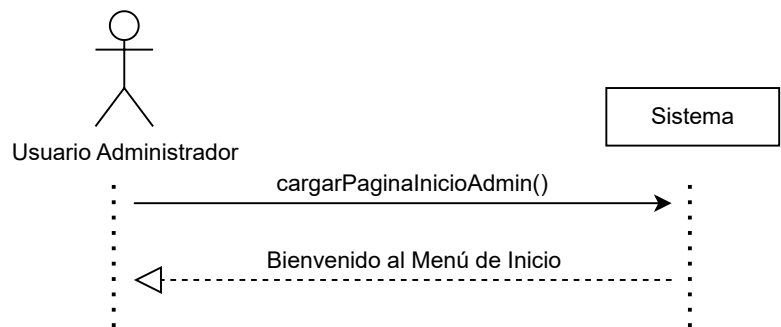 Sistema
Usuario Administrador
cargarPaginaInicioAdmin()
Bienvenido al Menú de Inicio